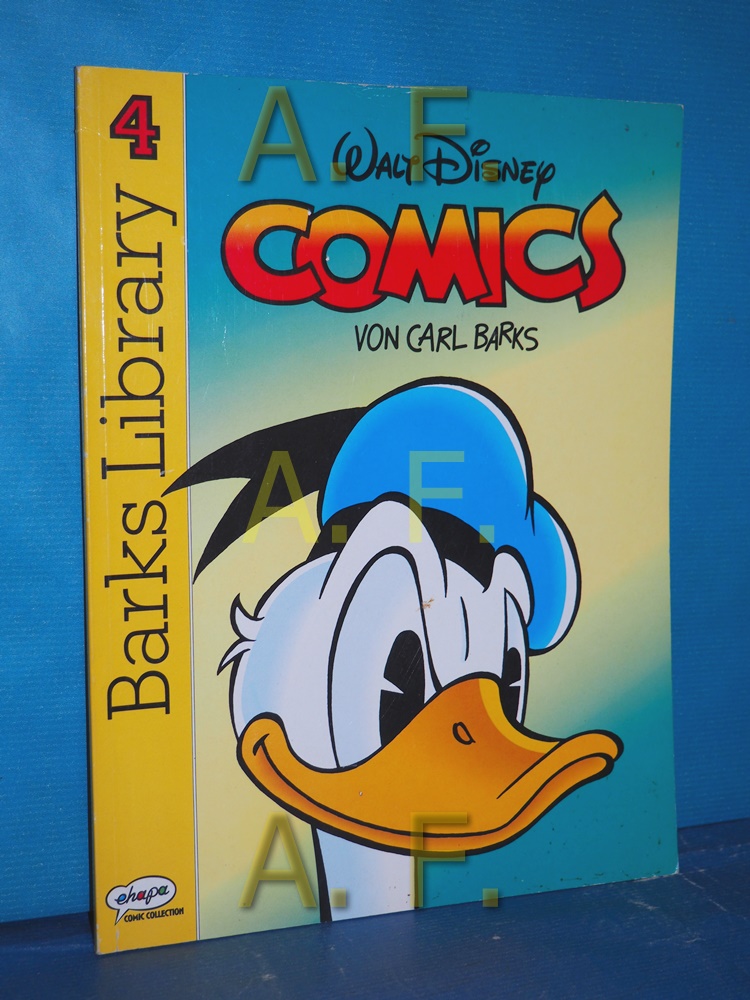 Barks Library 4
WALT DISNEY
COMICS
VON CARL BARKS
ehapa
COMIC COLLECTION
A. F.
A. F.
A. F.